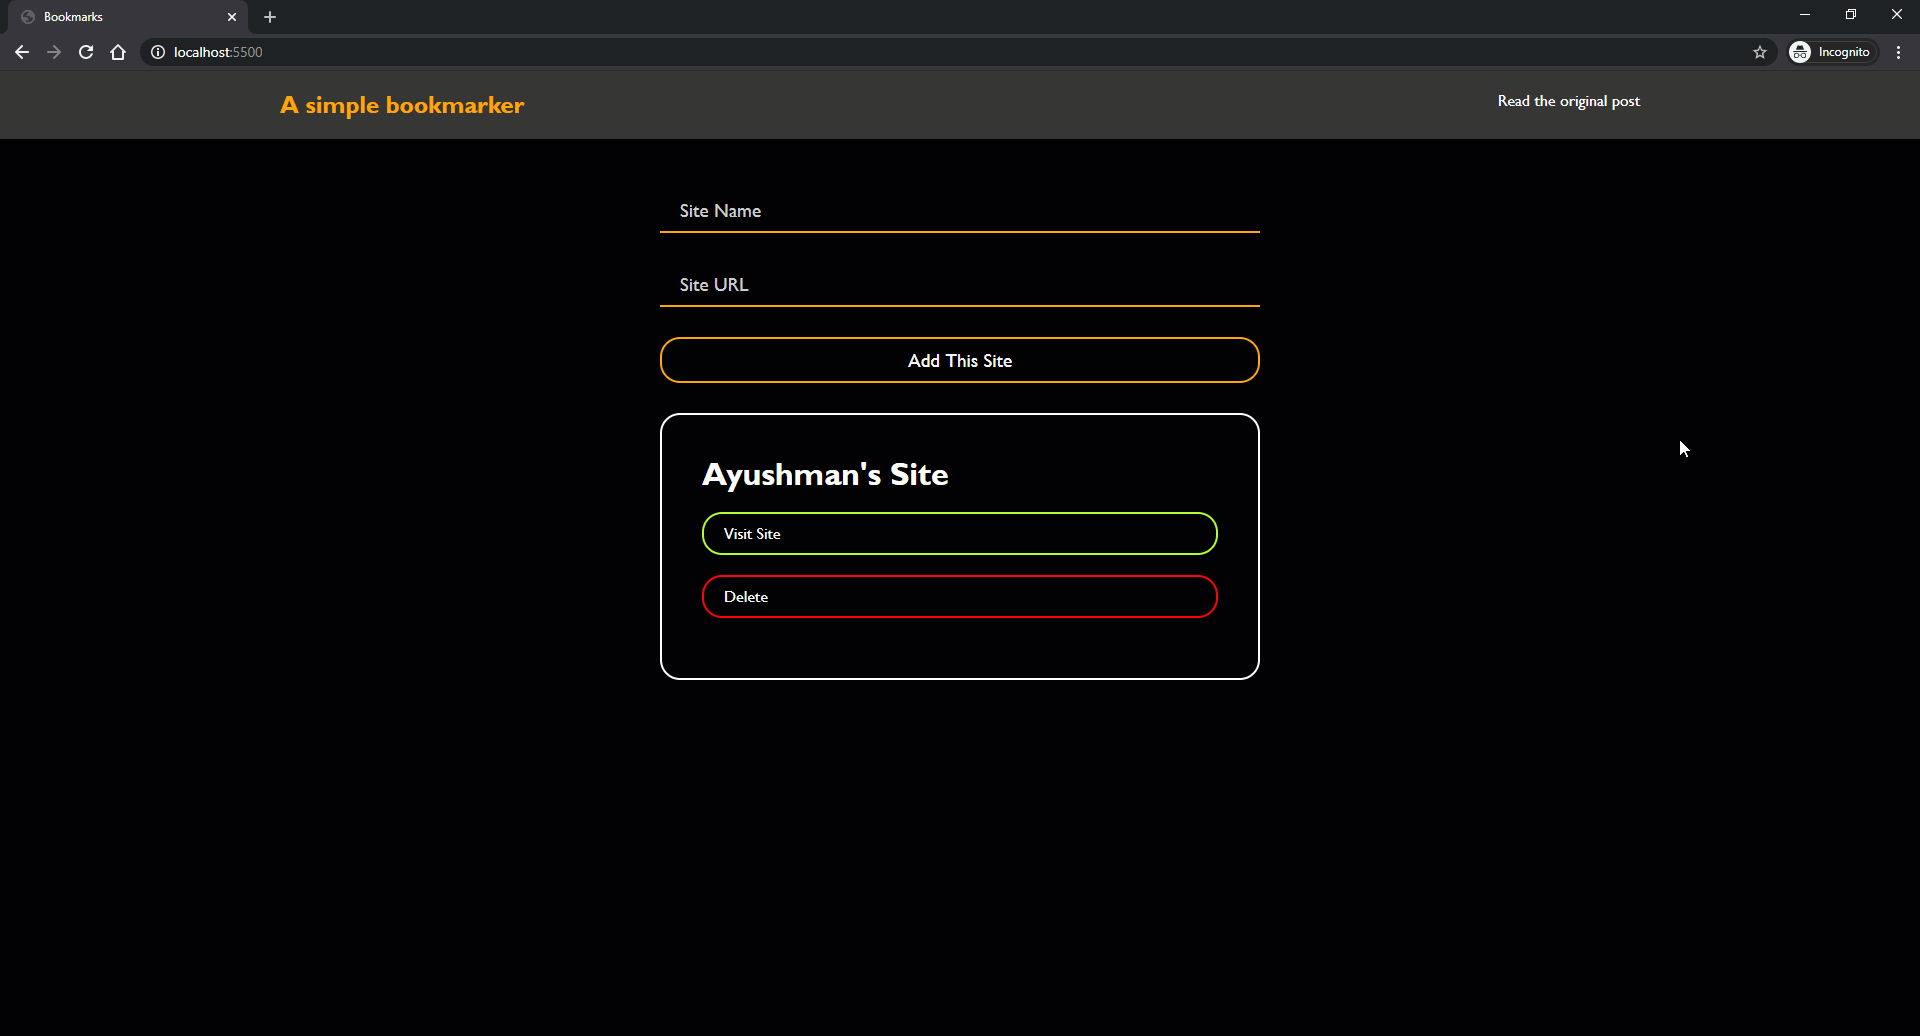 Bookmarks
localhost:5500
Incognito
A simple bookmarker
Read the original post
Site Name
Site URL
Add This Site
Ayushman's Site
Visit Site
Delete